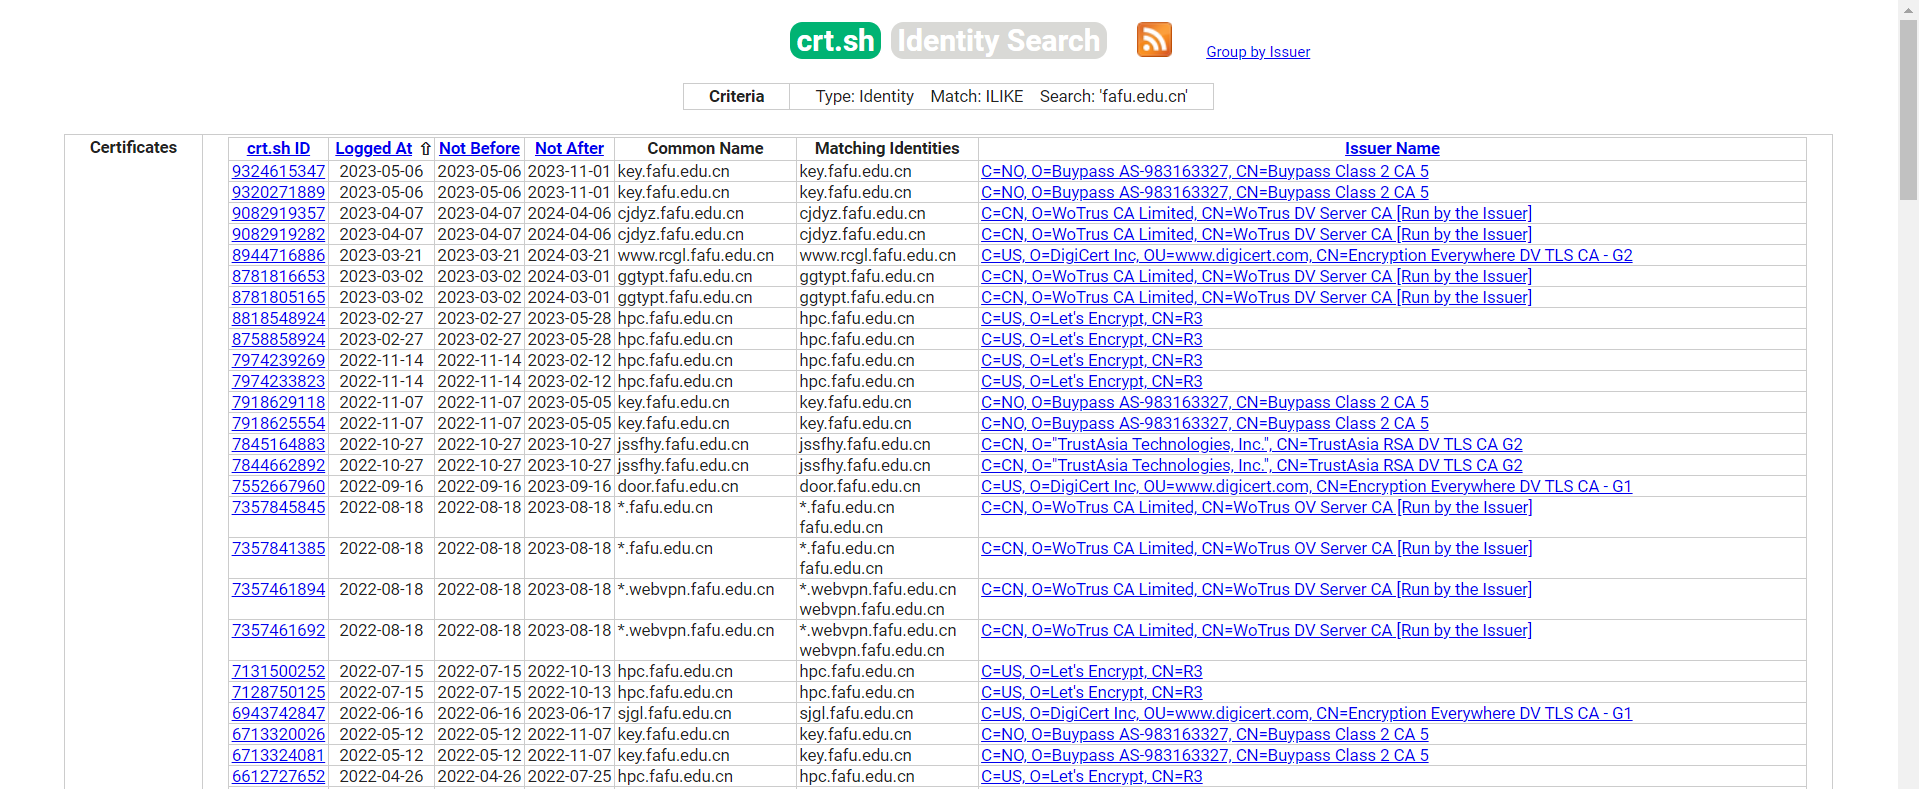 crt.sh Identity Search Group by Issuer
Criteria Type: Identity Match: ILIKE Search: 'fafu.edu.cn'
Certificates crt.sh ID Logged At ⇧ Not Before Not After Common Name Matching Identities Issuer Name
9324615347 2023-05-06 2023-05-06 2023-11-01 key.fafu.edu.cn key.fafu.edu.cn C=NO, O=Buypass AS-983163327, CN=Buypass Class 2 CA 5
9320271889 2023-05-06 2023-05-06 2023-11-01 key.fafu.edu.cn key.fafu.edu.cn C=NO, O=Buypass AS-983163327, CN=Buypass Class 2 CA 5
9082919357 2023-04-07 2023-04-07 2024-04-06 cjdyz.fafu.edu.cn cjdyz.fafu.edu.cn C=CN, O=WoTrus CA Limited, CN=WoTrus DV Server CA [Run by the Issuer]
9082919282 2023-04-07 2023-04-07 2024-04-06 cjdyz.fafu.edu.cn cjdyz.fafu.edu.cn C=CN, O=WoTrus CA Limited, CN=WoTrus DV Server CA [Run by the Issuer]
8944716886 2023-03-21 2023-03-21 2024-03-21 www.rcgl.fafu.edu.cn www.rcgl.fafu.edu.cn C=US, O=DigiCert Inc, OU=www.digicert.com, CN=Encryption Everywhere DV TLS CA - G2
8781816653 2023-03-02 2023-03-02 2024-03-01 ggtypt.fafu.edu.cn ggtypt.fafu.edu.cn C=CN, O=WoTrus CA Limited, CN=WoTrus DV Server CA [Run by the Issuer]
8781805165 2023-03-02 2023-03-02 2024-03-01 ggtypt.fafu.edu.cn ggtypt.fafu.edu.cn C=CN, O=WoTrus CA Limited, CN=WoTrus DV Server CA [Run by the Issuer]
8818548924 2023-02-27 2023-02-27 2023-05-28 hpc.fafu.edu.cn hpc.fafu.edu.cn C=US, O=Let's Encrypt, CN=R3
8758858924 2023-02-27 2023-02-27 2023-05-28 hpc.fafu.edu.cn hpc.fafu.edu.cn C=US, O=Let's Encrypt, CN=R3
7974239269 2022-11-14 2022-11-14 2023-02-12 hpc.fafu.edu.cn hpc.fafu.edu.cn C=US, O=Let's Encrypt, CN=R3
7974233823 2022-11-14 2022-11-14 2023-02-12 hpc.fafu.edu.cn hpc.fafu.edu.cn C=US, O=Let's Encrypt, CN=R3
7918629118 2022-11-07 2022-11-07 2023-05-05 key.fafu.edu.cn key.fafu.edu.cn C=NO, O=Buypass AS-983163327, CN=Buypass Class 2 CA 5
7918625554 2022-11-07 2022-11-07 2023-05-05 key.fafu.edu.cn key.fafu.edu.cn C=NO, O=Buypass AS-983163327, CN=Buypass Class 2 CA 5
7845164883 2022-10-27 2022-10-27 2023-10-27 jssfhy.fafu.edu.cn jssfhy.fafu.edu.cn C=CN, O="TrustAsia Technologies, Inc.", CN=TrustAsia RSA DV TLS CA G2
7844662892 2022-10-27 2022-10-27 2023-10-27 jssfhy.fafu.edu.cn jssfhy.fafu.edu.cn C=CN, O="TrustAsia Technologies, Inc.", CN=TrustAsia RSA DV TLS CA G2
7552667960 2022-09-16 2022-09-16 2023-09-16 door.fafu.edu.cn door.fafu.edu.cn C=US, O=DigiCert Inc, OU=www.digicert.com, CN=Encryption Everywhere DV TLS CA - G1
7357845845 2022-08-18 2022-08-18 2023-08-18 *.fafu.edu.cn *.fafu.edu.cn C=CN, O=WoTrus CA Limited, CN=WoTrus OV Server CA [Run by the Issuer]
fafu.edu.cn
7357841385 2022-08-18 2022-08-18 2023-08-18 *.fafu.edu.cn *.fafu.edu.cn C=CN, O=WoTrus CA Limited, CN=WoTrus OV Server CA [Run by the Issuer]
fafu.edu.cn
7357461894 2022-08-18 2022-08-18 2023-08-18 *.webvpn.fafu.edu.cn *.webvpn.fafu.edu.cn C=CN, O=WoTrus CA Limited, CN=WoTrus DV Server CA [Run by the Issuer]
webvpn.fafu.edu.cn
7357461692 2022-08-18 2022-08-18 2023-08-18 *.webvpn.fafu.edu.cn *.webvpn.fafu.edu.cn C=CN, O=WoTrus CA Limited, CN=WoTrus DV Server CA [Run by the Issuer]
webvpn.fafu.edu.cn
7131500252 2022-07-15 2022-07-15 2022-10-13 hpc.fafu.edu.cn hpc.fafu.edu.cn C=US, O=Let's Encrypt, CN=R3
7128750125 2022-07-15 2022-07-15 2022-10-13 hpc.fafu.edu.cn hpc.fafu.edu.cn C=US, O=Let's Encrypt, CN=R3
6943742847 2022-06-16 2022-06-16 2023-06-17 sjgl.fafu.edu.cn sjgl.fafu.edu.cn C=US, O=DigiCert Inc, OU=www.digicert.com, CN=Encryption Everywhere DV TLS CA - G1
6713320026 2022-05-12 2022-05-12 2022-11-07 key.fafu.edu.cn key.fafu.edu.cn C=NO, O=Buypass AS-983163327, CN=Buypass Class 2 CA 5
6713324081 2022-05-12 2022-05-12 2022-11-07 key.fafu.edu.cn key.fafu.edu.cn C=NO, O=Buypass AS-983163327, CN=Buypass Class 2 CA 5
6612727652 2022-04-26 2022-04-26 2022-07-25 hpc.fafu.edu.cn hpc.fafu.edu.cn C=US, O=Let's Encrypt, CN=R3